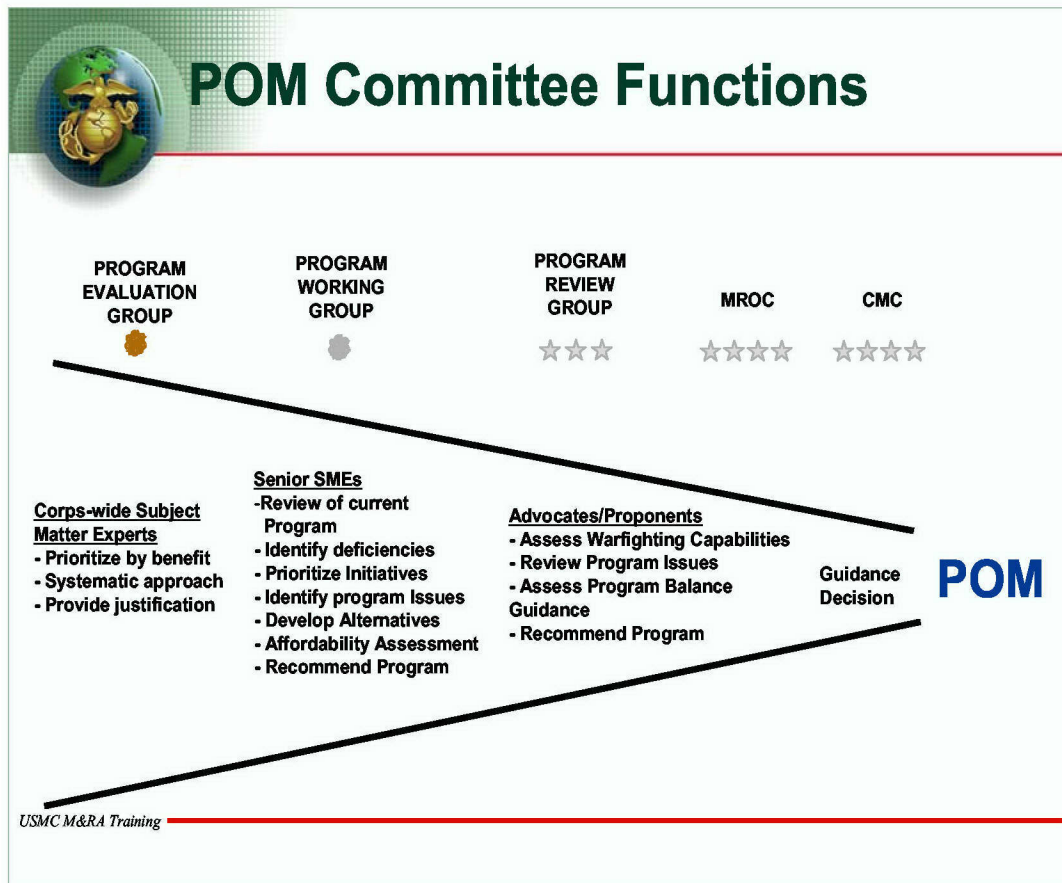 POM Committee Functions
PROGRAM
EVALUATION
GROUP
PROGRAM
WORKING
GROUP
PROGRAM
REVIEW
GROUP
MROC
CMC
Corps-wide Subject
Matter Experts
- Prioritize by benefit
- Systematic approach
- Provide justification
Senior SMEs
-Review of current
Program
- Identify deficiencies
- Prioritize Initiatives
- Identify program Issues
- Develop Alternatives
- Affordability Assessment
- Recommend Program
Advocates/Proponents
- Assess Warfighting Capabilities
- Review Program Issues
- Assess Program Balance
Guidance
- Recommend Program
Guidance
Decision
POM
USMC M&RA Training